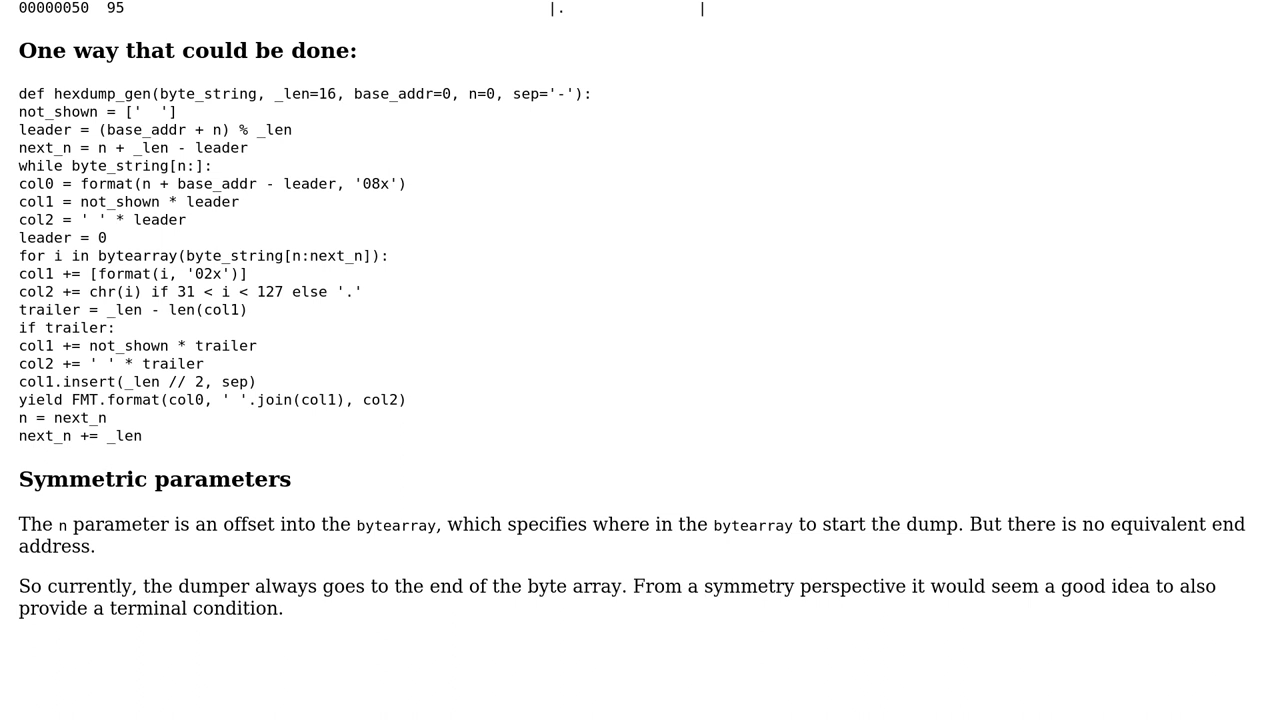 00000050  95                                                |.               |
One way that could be done:
def hexdump_gen(byte_string, _len=16, base_addr=0, n=0, sep='-'):
not_shown = ['  ']
leader = (base_addr + n) % _len
next_n = n + _len - leader
while byte_string[n:]:
col0 = format(n + base_addr - leader, '08x')
col1 = not_shown * leader
col2 = ' ' * leader
leader = 0
for i in bytearray(byte_string[n:next_n]):
col1 += [format(i, '02x')]
col2 += chr(i) if 31 < i < 127 else '.'
trailer = _len - len(col1)
if trailer:
col1 += not_shown * trailer
col2 += ' ' * trailer
col1.insert(_len // 2, sep)
yield FMT.format(col0, ' '.join(col1), col2)
n = next_n
next_n += _len
Symmetric parameters
The n parameter is an offset into the bytearray, which specifies where in the bytearray to start the dump. But there is no equivalent end
address.
So currently, the dumper always goes to the end of the byte array. From a symmetry perspective it would seem a good idea to also
provide a terminal condition.